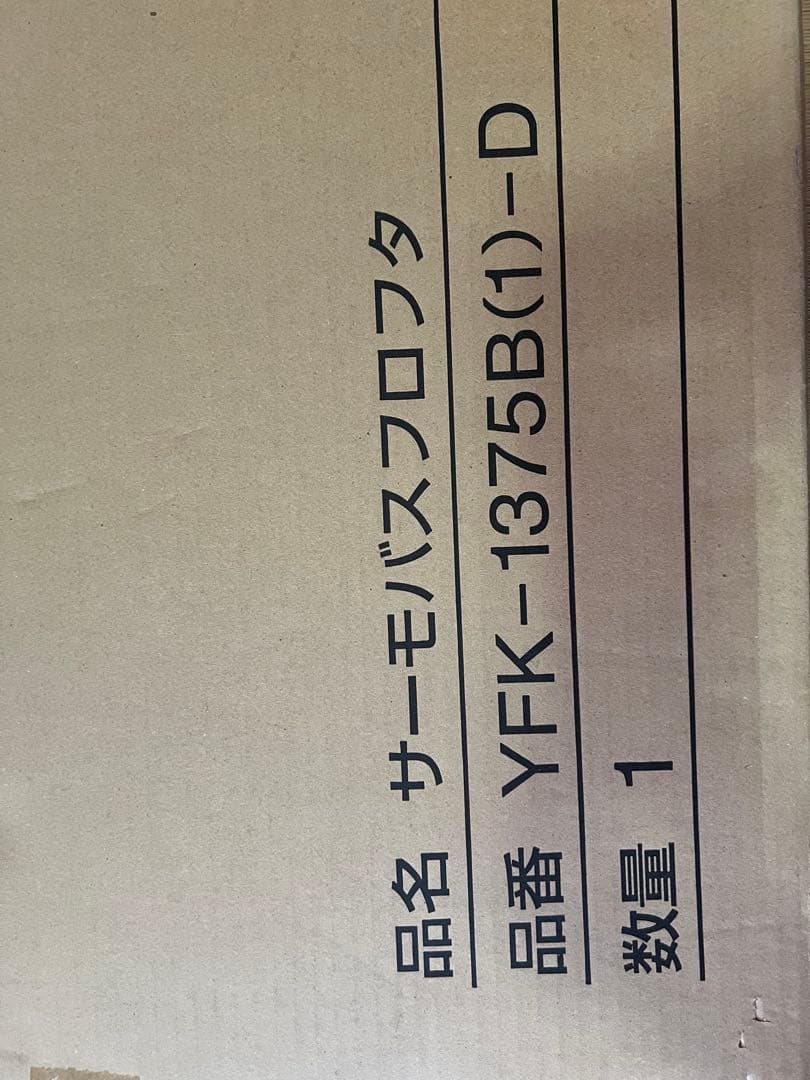 品名 サーモバスフロフタ
品番 YFK-1375B(1)-D
数量 1